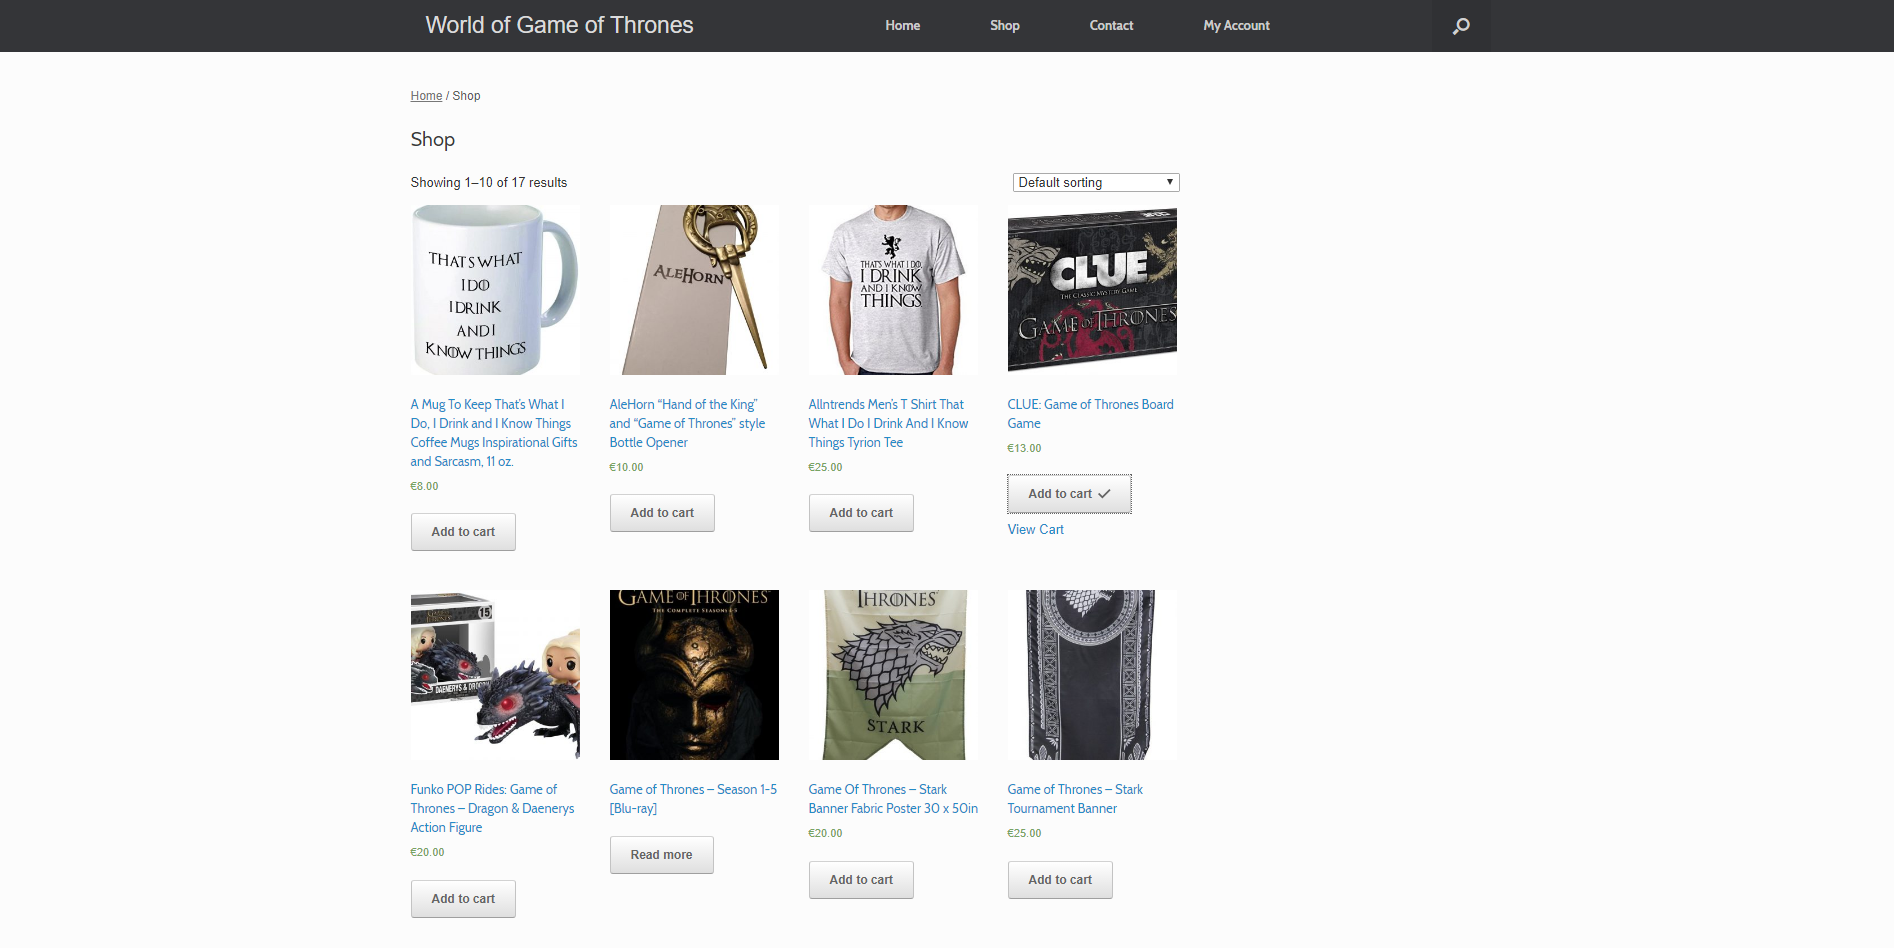 World of Game of Thrones
Home
Shop
Contact
My Account
Home / Shop
Shop
Showing 1–10 of 17 results
Default sorting
THAT'S WHAT
I DO
I DRINK
AND I
KNOW THINGS
ALEHORN
THAT'S WHAT I DO,
I DRINK
AND I KNOW
THINGS
CLUE
THE CLASSIC MYSTERY GAME
GAME OF THRONES
A Mug To Keep That's What I
Do, I Drink and I Know Things
Coffee Mugs Inspirational Gifts
and Sarcasm, 11 oz.
€8.00
Add to cart
AleHorn “Hand of the King”
and “Game of Thrones” style
Bottle Opener
€10.00
Add to cart
Allntrends Men's T Shirt That
What I Do I Drink And I Know
Things Tyrion Tee
€25.00
Add to cart
CLUE: Game of Thrones Board
Game
€13.00
Add to cart
View Cart
15
DAENERYS & DROGON
GAME OF THRONES
THE COMPLETE SEASONS 1-5
THRONES
STARK
Funko POP Rides: Game of
Thrones – Dragon & Daenerys
Action Figure
€20.00
Add to cart
Game of Thrones – Season 1-5
[Blu-ray]
Read more
Game Of Thrones – Stark
Banner Fabric Poster 30 x 50in
€20.00
Add to cart
Game of Thrones – Stark
Tournament Banner
€25.00
Add to cart